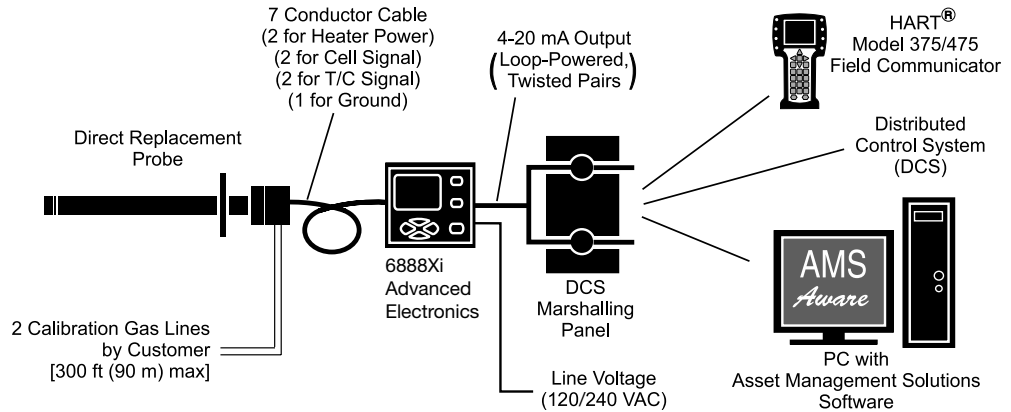 7 Conductor Cable
(2 for Heater Power)
(2 for Cell Signal)
(2 for T/C Signal)
(1 for Ground)
4-20 mA Output
(Loop-Powered,
Twisted Pairs)
HART®
Model 375/475
Field Communicator
Direct Replacement
Probe
Distributed
Control System
(DCS)
6888Xi
Advanced
Electronics
DCS
Marshalling
Panel
AMS
Aware
2 Calibration Gas Lines
by Customer
[300 ft (90 m) max]
Line Voltage
(120/240 VAC)
PC with
Asset Management Solutions
Software